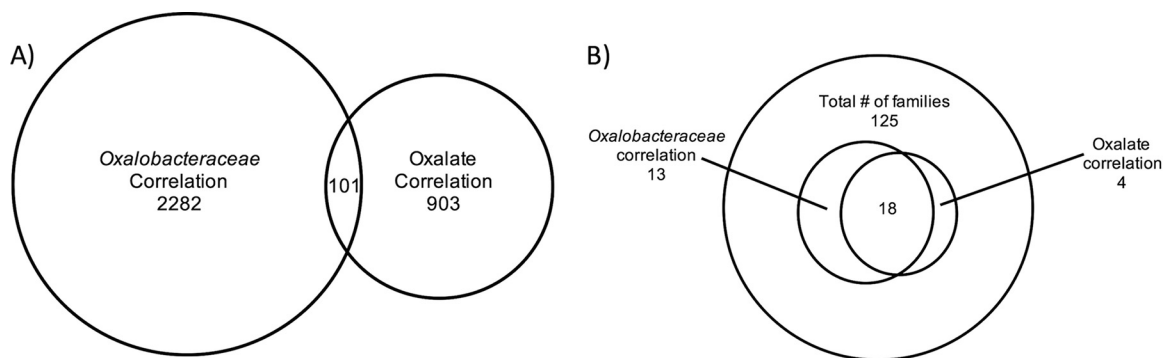 A)
Oxalobacteraceae
Correlation
2282
101
Oxalate
Correlation
903
B)
Total # of families
125
Oxalobacteraceae
correlation
13
18
Oxalate
correlation
4